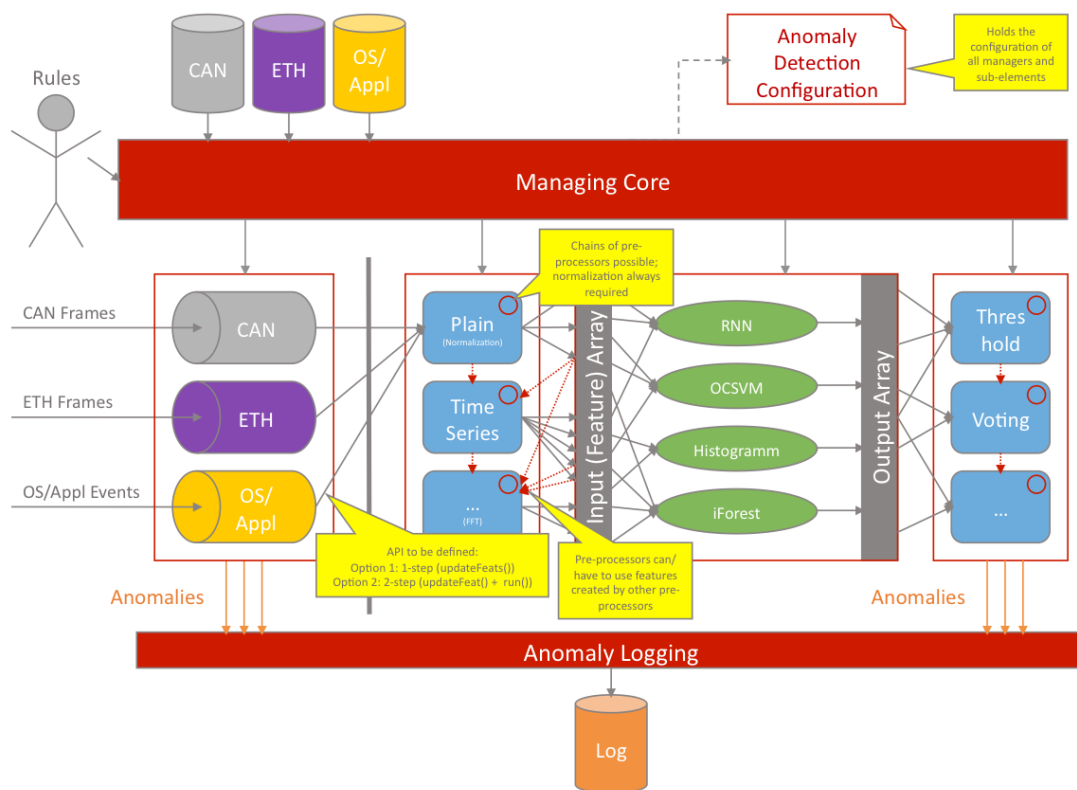 CAN
ETH
OS/
Appl
Anomaly
Detection
Configuration
Holds the
configuration of
all managers and
sub-elements
Rules
Managing Core
Chains of pre-
processors possible;
normalization always
required
CAN Frames
CAN
Plain
(Normalization)
RNN
Thres
hold
ETH Frames
ETH
Time
Series
OCSVM
Voting
Input (Feature) Array
Output Array
Histogramm
OS/Appl Events
OS/
Appl
...
(FFT)
iForest
...
API to be defined:
Option 1: 1-step (updateFeats())
Option 2: 2-step (updateFeat() + run())
Pre-processors can/
have to use features
created by other pre-
processors
Anomalies
Anomalies
Anomaly Logging
Log